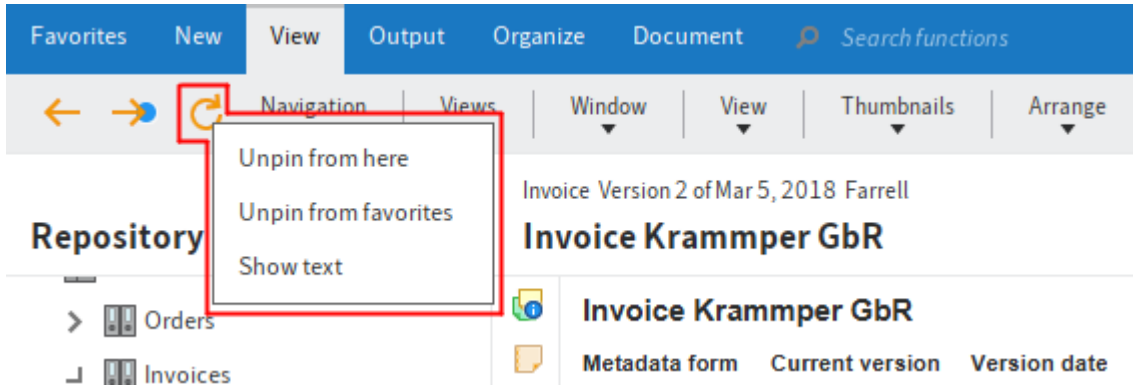 Favorites New View Output Organize Document Search functions
Navigation Views Window View Thumbnails Arrange
Unpin from here
Unpin from favorites
Show text
Invoice Version 2 of Mar 5, 2018 Farrell
Repository Invoice Krammper GbR
Orders
Invoices
Invoice Krammper GbR
Metadata form Current version Version date